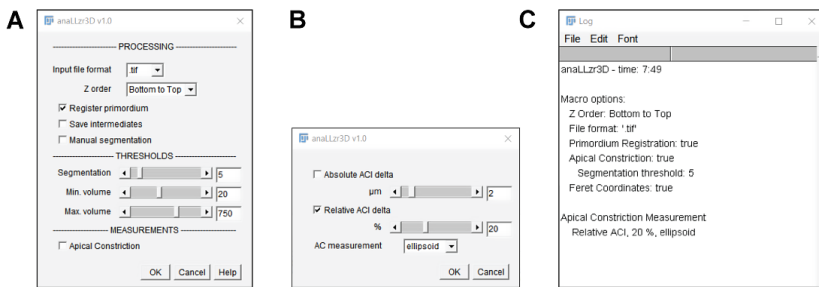 A
anaLLzr3D v1.0
PROCESSING
Input file format .tif
Z order Bottom to Top
Register primordium
Save intermediates
Manual segmentation
THRESHOLDS
Segmentation 5
Min. volume 20
Max. volume 750
MEASUREMENTS
Apical Constriction
OK Cancel Help
B
anaLLzr3D v1.0
Absolute ACI delta
µm 2
Relative ACI delta
% 20
AC measurement ellipsoid
OK Cancel
C
Log
File Edit Font
anaLLzr3D - time: 7:49
Macro options:
Z Order: Bottom to Top
File format: '.tif'
Primordium Registration: true
Apical Constriction: true
Segmentation threshold: 5
Feret Coordinates: true
Apical Constriction Measurement
Relative ACI, 20 %, ellipsoid